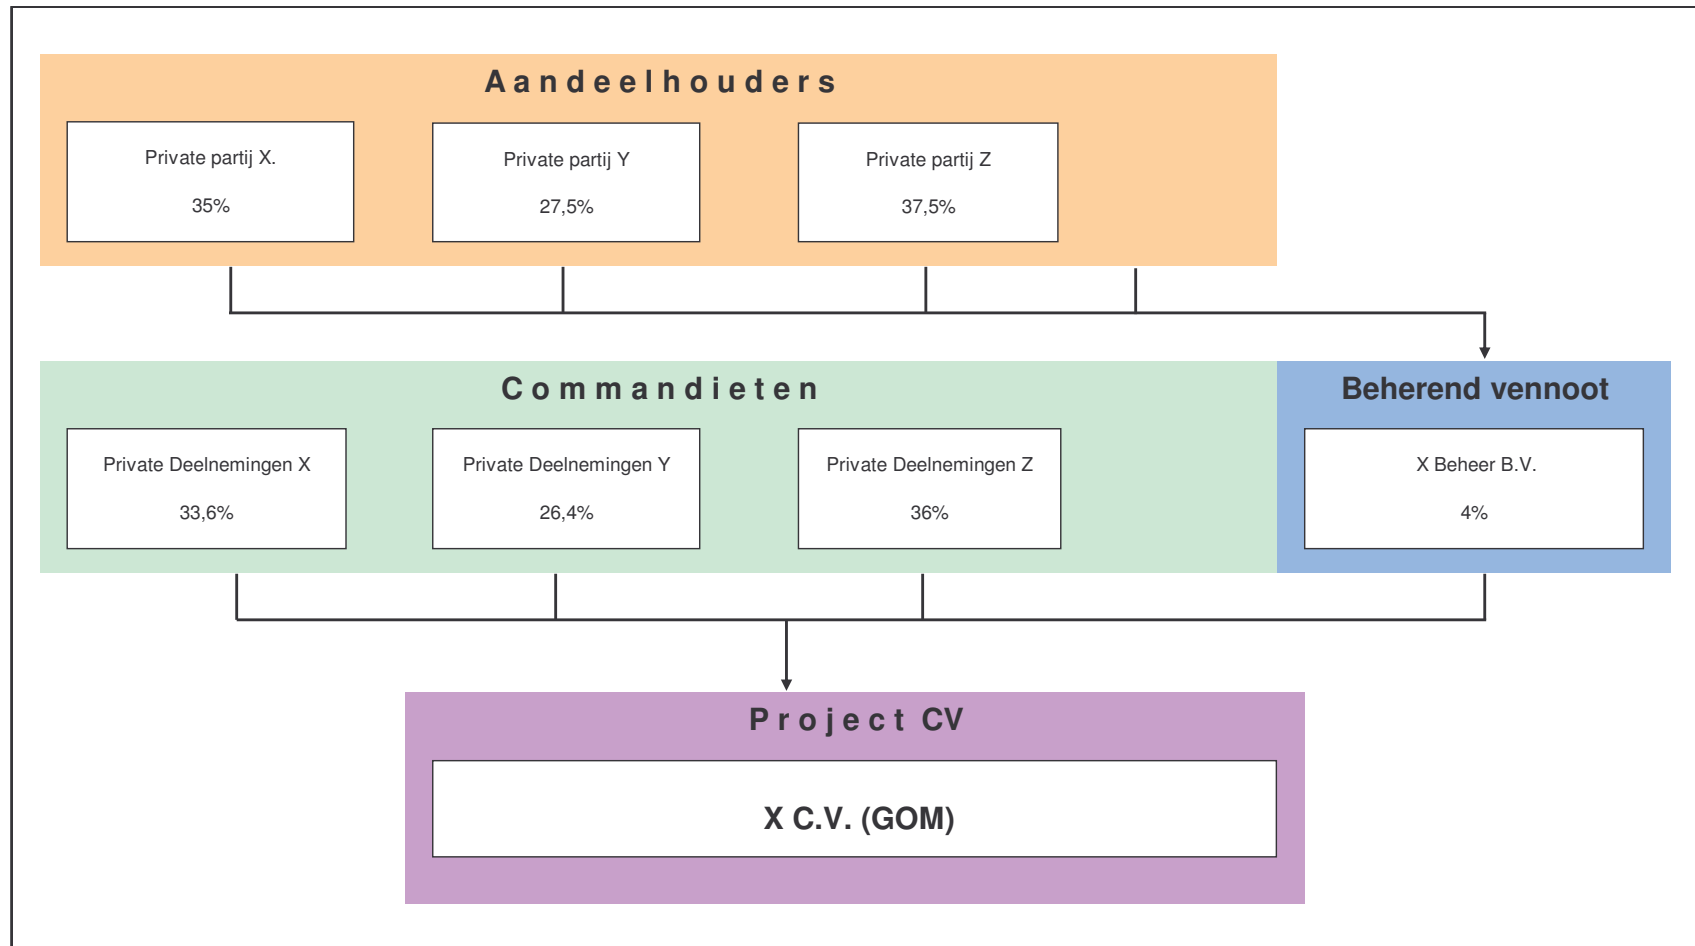 Aandeelhouders
Private partij X.
35%
Private partij Y
27,5%
Private partij Z
37,5%
Commandieten
Private Deelnemingen X
33,6%
Private Deelnemingen Y
26,4%
Private Deelnemingen Z
36%
Beherend vennoot
X Beheer B.V.
4%
Project CV
X C.V. (GOM)